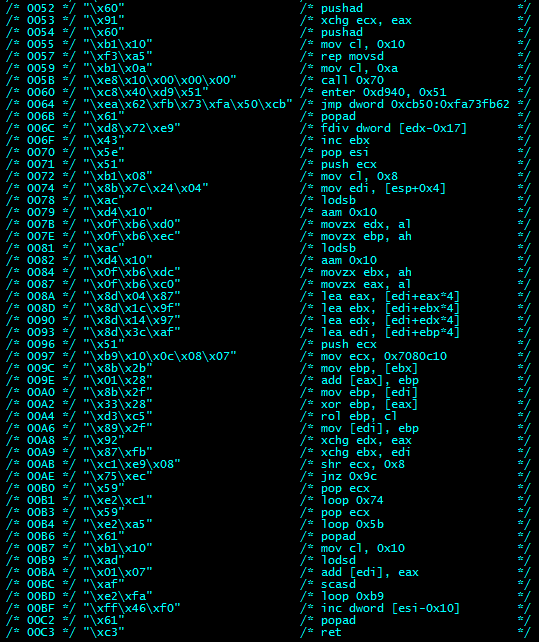 /* 0052 */ "\x60" /* pushad */
/* 0053 */ "\x91" /* xchg ecx, eax */
/* 0054 */ "\x60" /* pushad */
/* 0055 */ "\xb1\x10" /* mov cl, 0x10 */
/* 0057 */ "\xf3\xa5" /* rep movsd */
/* 0059 */ "\xb1\x0a" /* mov cl, 0xa */
/* 005B */ "\xe8\x10\x00\x00\x00" /* call 0x70 */
/* 0060 */ "\xc8\x40\xd9\x51" /* enter 0xd940, 0x51 */
/* 0064 */ "\xea\x62\xfb\x73\xfa\x50\xcb" /* jmp dword 0xcb50:0xfa73fb62 */
/* 006B */ "\x61" /* popad */
/* 006C */ "\xd8\x72\xe9" /* fdiv dword [edx-0x17] */
/* 006F */ "\x43" /* inc ebx */
/* 0070 */ "\x5e" /* pop esi */
/* 0071 */ "\x51" /* push ecx */
/* 0072 */ "\xb1\x08" /* mov cl, 0x8 */
/* 0074 */ "\x8b\x7c\x24\x04" /* mov edi, [esp+0x4] */
/* 0078 */ "\xac" /* lodsb */
/* 0079 */ "\xd4\x10" /* aam 0x10 */
/* 007B */ "\x0f\xb6\xd0" /* movzx edx, al */
/* 007E */ "\x0f\xb6\xec" /* movzx ebp, ah */
/* 0081 */ "\xac" /* lodsb */
/* 0082 */ "\xd4\x10" /* aam 0x10 */
/* 0084 */ "\x0f\xb6\xdc" /* movzx ebx, ah */
/* 0087 */ "\x0f\xb6\xc0" /* movzx eax, al */
/* 008A */ "\x8d\x04\x87" /* lea eax, [edi+eax*4] */
/* 008D */ "\x8d\x1c\x9f" /* lea ebx, [edi+ebx*4] */
/* 0090 */ "\x8d\x14\x97" /* lea edx, [edi+edx*4] */
/* 0093 */ "\x8d\x3c\xaf" /* lea edi, [edi+ebp*4] */
/* 0096 */ "\x51" /* push ecx */
/* 0097 */ "\xb9\x10\x0c\x08\x07" /* mov ecx, 0x7080c10 */
/* 009C */ "\x8b\x2b" /* mov ebp, [ebx] */
/* 009E */ "\x01\x28" /* add [eax], ebp */
/* 00A0 */ "\x8b\x2f" /* mov ebp, [edi] */
/* 00A2 */ "\x33\x28" /* xor ebp, [eax] */
/* 00A4 */ "\xd3\xc5" /* rol ebp, cl */
/* 00A6 */ "\x89\x2f" /* mov [edi], ebp */
/* 00A8 */ "\x92" /* xchg edx, eax */
/* 00A9 */ "\x87\xfb" /* xchg ebx, edi */
/* 00AB */ "\xc1\xe9\x08" /* shr ecx, 0x8 */
/* 00AE */ "\x75\xec" /* jnz 0x9c */
/* 00B0 */ "\x59" /* pop ecx */
/* 00B1 */ "\xe2\xc1" /* loop 0x74 */
/* 00B3 */ "\x59" /* pop ecx */
/* 00B4 */ "\xe2\xa5" /* loop 0x5b */
/* 00B6 */ "\x61" /* popad */
/* 00B7 */ "\xb1\x10" /* mov cl, 0x10 */
/* 00B9 */ "\xad" /* lodsd */
/* 00BA */ "\x01\x07" /* add [edi], eax */
/* 00BC */ "\xaf" /* scasd */
/* 00BD */ "\xe2\xfa" /* loop 0xb9 */
/* 00BF */ "\xff\x46\xf0" /* inc dword [esi-0x10] */
/* 00C2 */ "\x61" /* popad */
/* 00C3 */ "\xc3" /* ret */